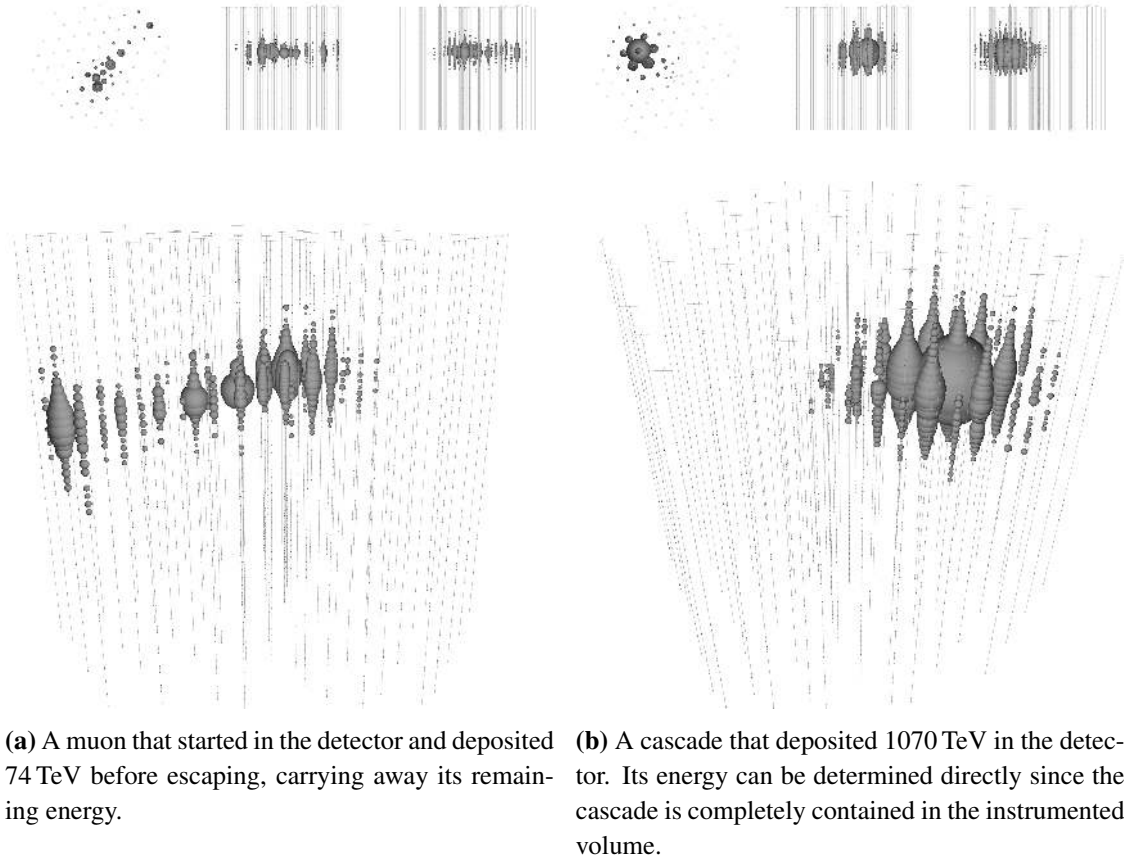 (a) A muon that started in the detector and deposited
74 TeV before escaping, carrying away its remain-
ing energy.
(b) A cascade that deposited 1070 TeV in the detec-
tor. Its energy can be determined directly since the
cascade is completely contained in the instrumented
volume.